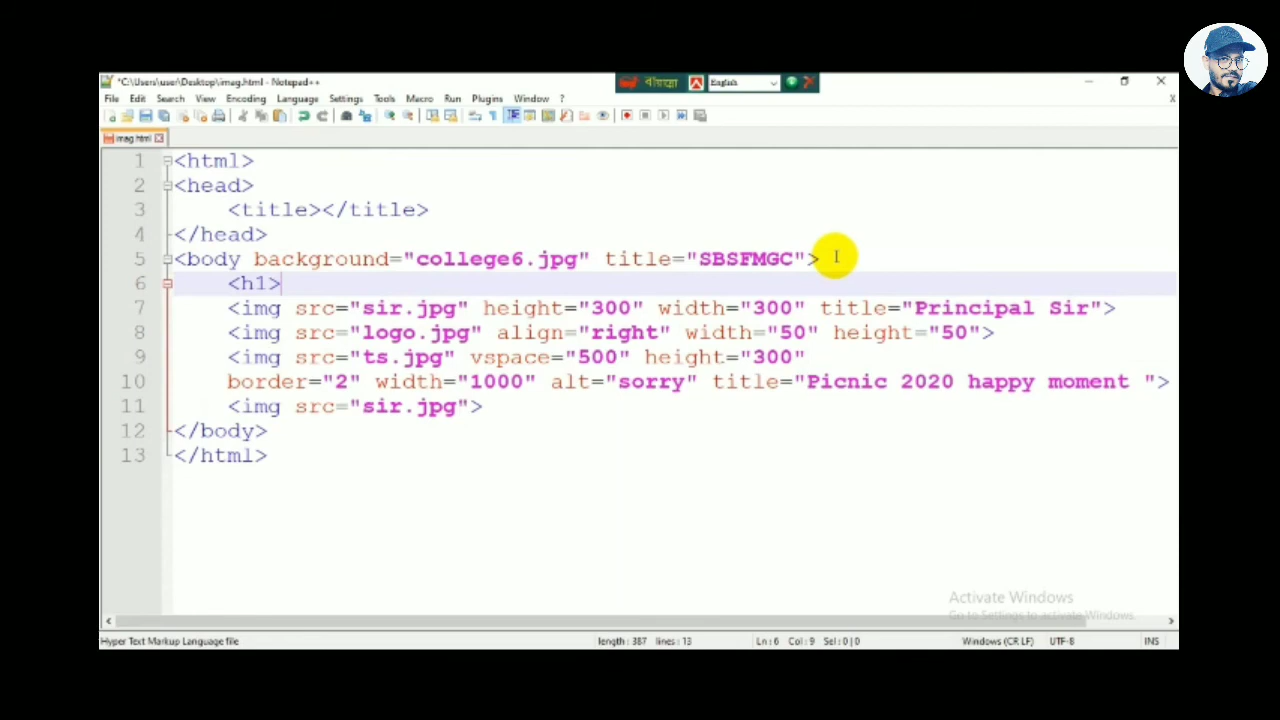 *C:\Users\user\Desktop\imag.html - Notepad++
বায়ান্নো English
File Edit Search View Encoding Language Settings Tools Macro Run Plugins Window ? X
imag.html
1 <html>
2 <head>
3 <title></title>
4 </head>
5 <body background="college6.jpg" title="SBSFMGC">
6 <h1>
7 <img src="sir.jpg" height="300" width="300" title="Principal Sir">
8 <img src="logo.jpg" align="right" width="50" height="50">
9 <img src="ts.jpg" vspace="500" height="300"
10 border="2" width="1000" alt="sorry" title="Picnic 2020 happy moment ">
11 <img src="sir.jpg">
12 </body>
13 </html>
Activate Windows
Go to Settings to activate Windows.
Hyper Text Markup Language file length : 387 lines : 13 Ln : 6 Col : 9 Sel : 0 | 0 Windows (CR LF) UTF-8 INS